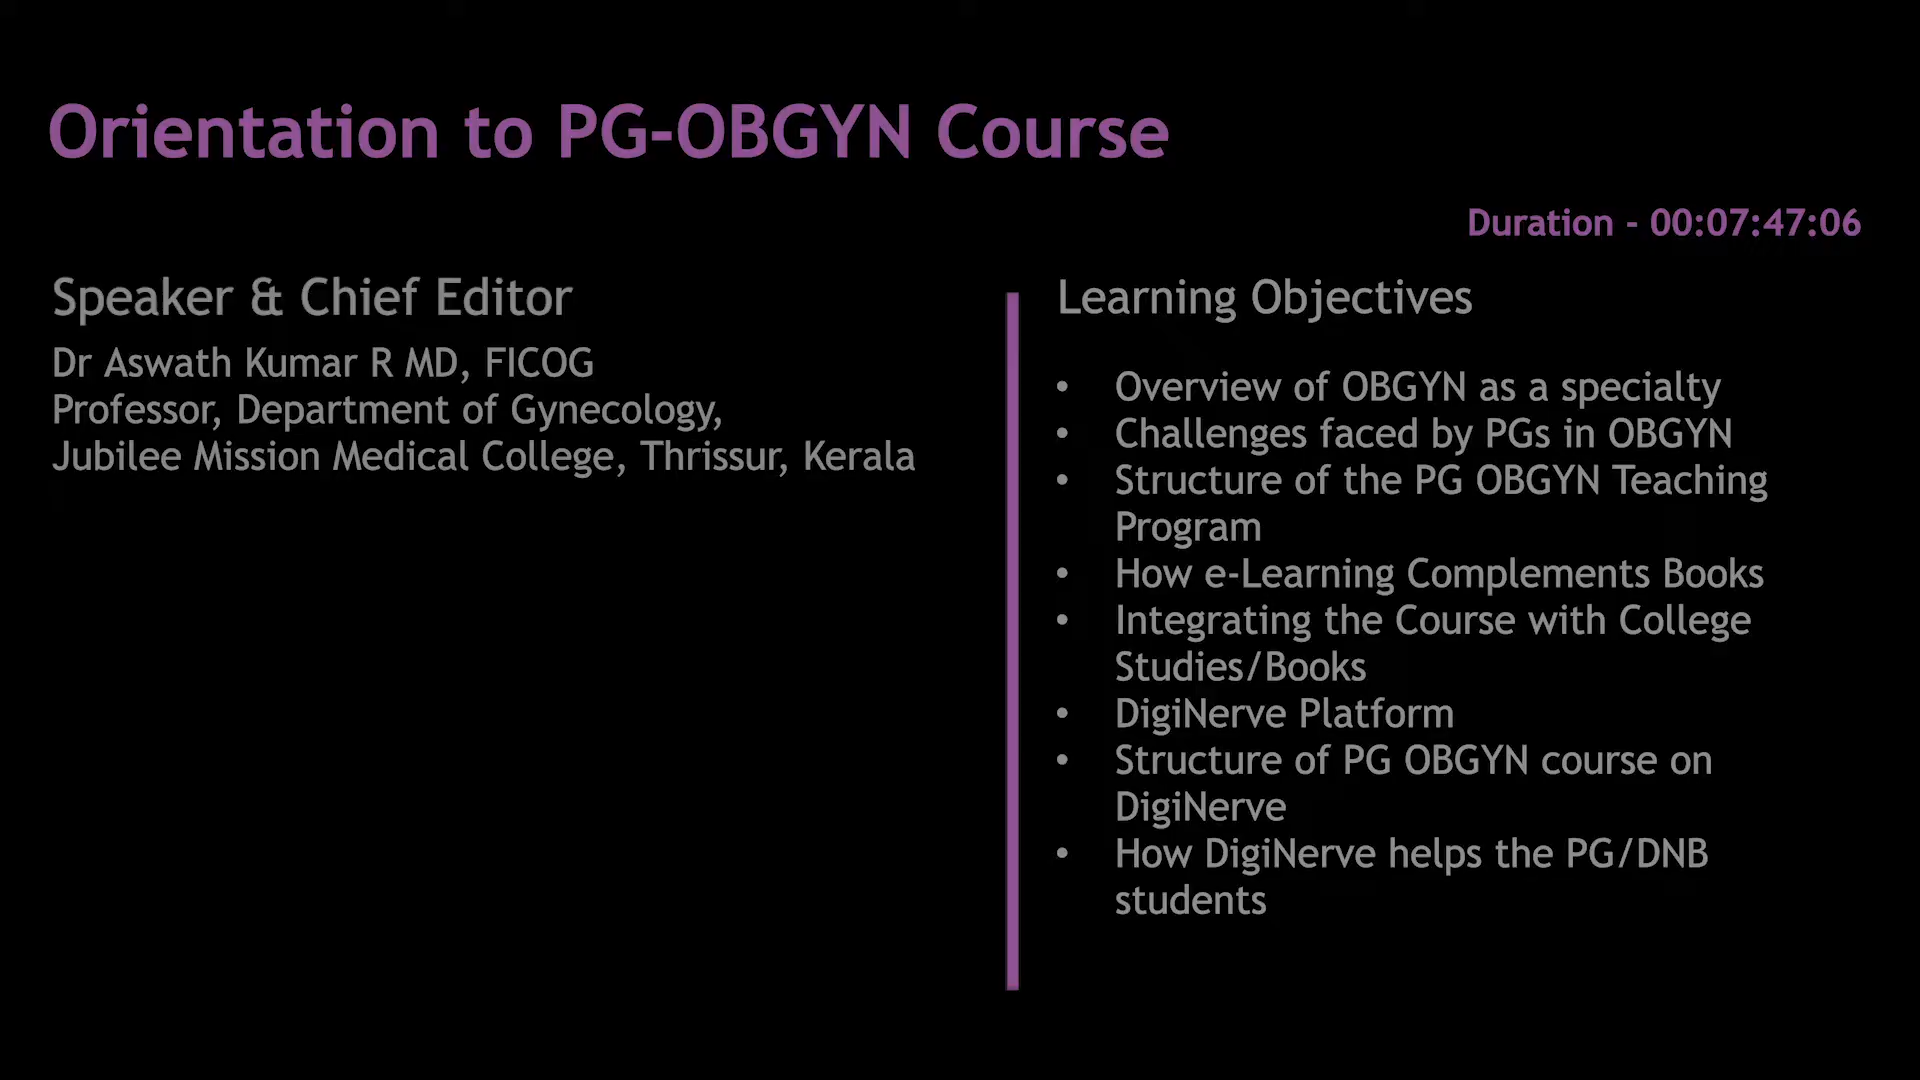 Orientation to PG-OBGYN Course
Duration - 00:07:47:06
Speaker & Chief Editor
Dr Aswath Kumar R MD, FICOG
Professor, Department of Gynecology,
Jubilee Mission Medical College, Thrissur, Kerala
Learning Objectives
• Overview of OBGYN as a specialty
• Challenges faced by PGs in OBGYN
• Structure of the PG OBGYN Teaching
Program
• How e-Learning Complements Books
• Integrating the Course with College
Studies/Books
• DigiNerve Platform
• Structure of PG OBGYN course on
DigiNerve
• How DigiNerve helps the PG/DNB
students